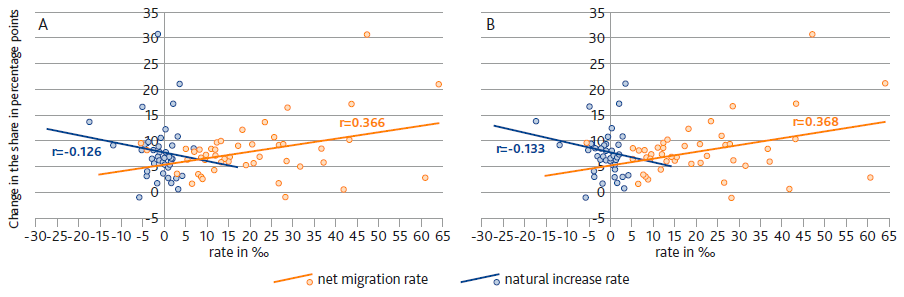 Change in the share in percentage points
A
35
30
25
20
15
10
5
0
-5
r=-0.126
r=0.366
-30 -25 -20 -15 -10 -5 0 5 10 15 20 25 30 35 40 45 50 55 60 65
rate in ‰
B
35
30
25
20
15
10
5
0
-5
r=-0.133
r=0.368
-30 -25 -20 -15 -10 -5 0 5 10 15 20 25 30 35 40 45 50 55 60 65
rate in ‰
net migration rate
natural increase rate